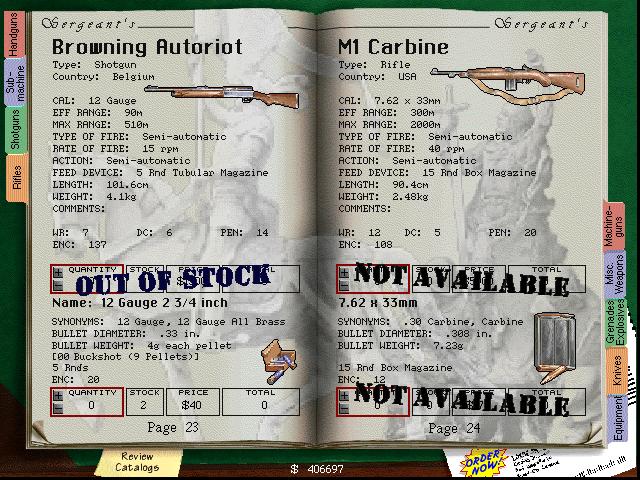 Sergeant's
Browning Autoriot
Type: Shotgun
Country: Belgium
CAL: 12 Gauge
EFF RANGE: 90m
MAX RANGE: 510m
TYPE OF FIRE: Semi-automatic
RATE OF FIRE: 15 rpm
ACTION: Semi-automatic
FEED DEVICE: 5 Rnd Tubular Magazine
LENGTH: 101.6cm
WEIGHT: 4.1kg
COMMENTS:
WR: 7 DC: 6 PEN: 14
ENC: 137
QUANTITY STOCK PRICE TOTAL
OUT OF STOCK
Name: 12 Gauge 2 3/4 inch
SYNONYMS: 12 Gauge, 12 Gauge All Brass
BULLET DIAMETER: .33 in.
BULLET WEIGHT: 4g each pellet
[00 Buckshot (9 Pellets)]
5 Rnds
ENC: 20
QUANTITY STOCK PRICE TOTAL
0 2 $40 0
Page 23
Sergeant's
M1 Carbine
Type: Rifle
Country: USA
CAL: 7.62 x 33mm
EFF RANGE: 300m
MAX RANGE: 2000m
TYPE OF FIRE: Semi-automatic
RATE OF FIRE: 40 rpm
ACTION: Semi-automatic
FEED DEVICE: 15 Rnd Box Magazine
LENGTH: 90.4cm
WEIGHT: 2.48kg
COMMENTS:
WR: 12 DC: 5 PEN: 20
ENC: 108
QUANTITY TOTAL
NOT AVAILABLE
7.62 x 33mm
SYNONYMS: .30 Carbine, Carbine
BULLET DIAMETER: .308 in.
BULLET WEIGHT: 7.23g
15 Rnd Box Magazine
ENC: 12
QUANTITY TOTAL
NOT AVAILABLE
Page 24
Handguns
Sub-machine
Shotguns
Rifles
Machine-guns
Misc. Weapons
Grenades Explosives
Knives
Equipment
Review
Catalogs
$ 406697
ORDER
NOW!